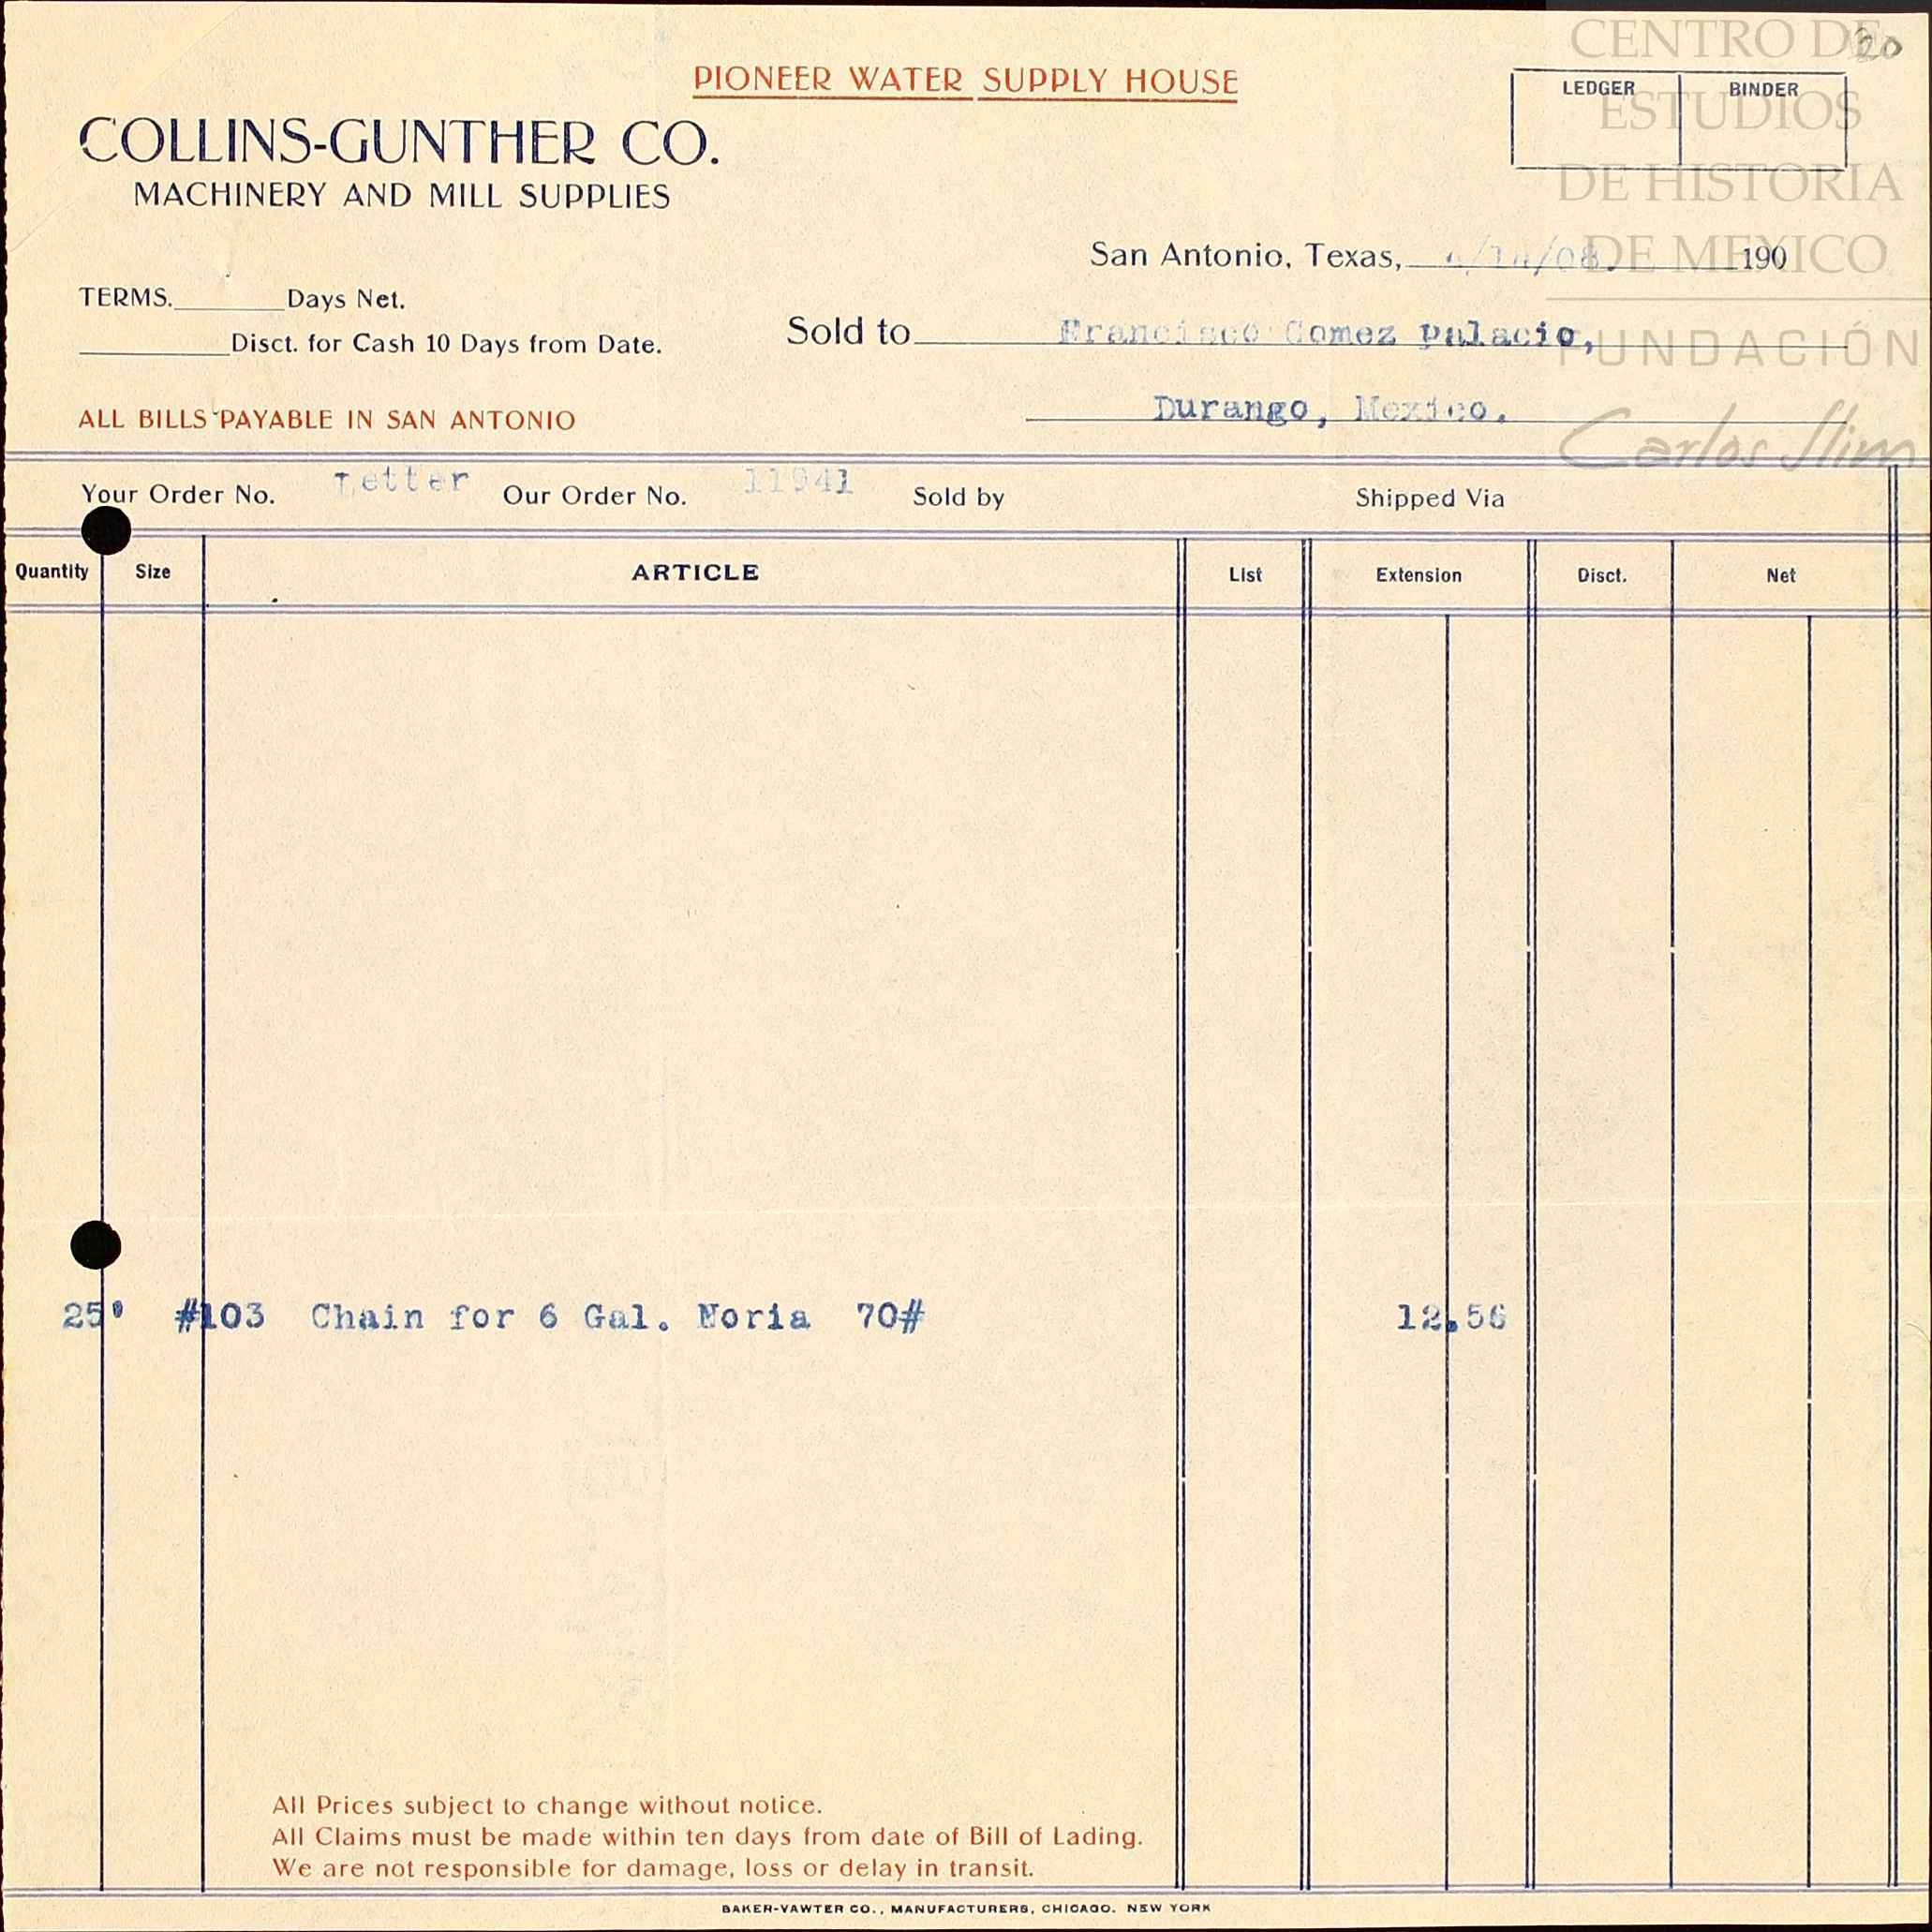 CENTRO DE
20
PIONEER WATER SUPPLY HOUSE
LEDGER BINDER
ESTUDIOS
COLLINS-GUNTHER CO.
MACHINERY AND MILL SUPPLIES
DE HISTORIA
San Antonio, Texas, /08. 190
DE MEXICO
TERMS. Days Net.
Disct. for Cash 10 Days from Date.
Sold to Francisco Gomez Palacio,
FUNDACIÓN
Durango, Mexico.
ALL BILLS PAYABLE IN SAN ANTONIO
Carlos Slim
Your Order No. Letter Our Order No. 11941 Sold by Shipped Via
Quantity Size ARTICLE List Extension Disct. Net
25' #103 Chain for 6 Gal. Noria 70# 12.56
All Prices subject to change without notice.
All Claims must be made within ten days from date of Bill of Lading.
We are not responsible for damage, loss or delay in transit.
BAKER-VAWTER CO., MANUFACTURERS, CHICAGO. NEW YORK